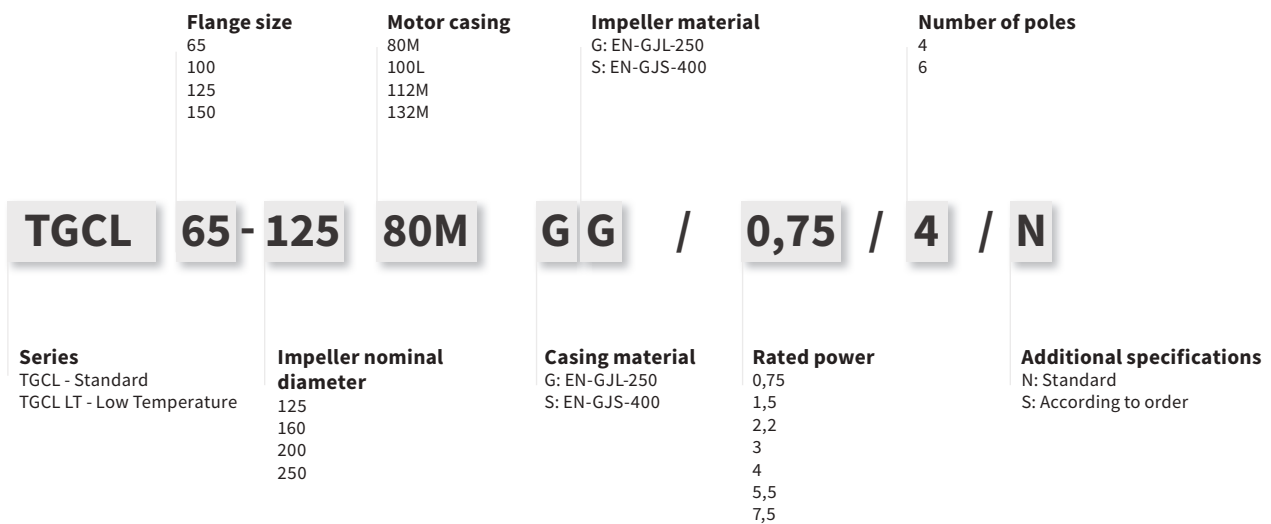 Flange size
65
100
125
150
Motor casing
80M
100L
112M
132M
Impeller material
G: EN-GJL-250
S: EN-GJS-400
Number of poles
4
6
TGCL 65 - 125 80M G G / 0,75 / 4 / N
Series
TGCL - Standard
TGCL LT - Low Temperature
Impeller nominal
diameter
125
160
200
250
Casing material
G: EN-GJL-250
S: EN-GJS-400
Rated power
0,75
1,5
2,2
3
4
5,5
7,5
Additional specifications
N: Standard
S: According to order